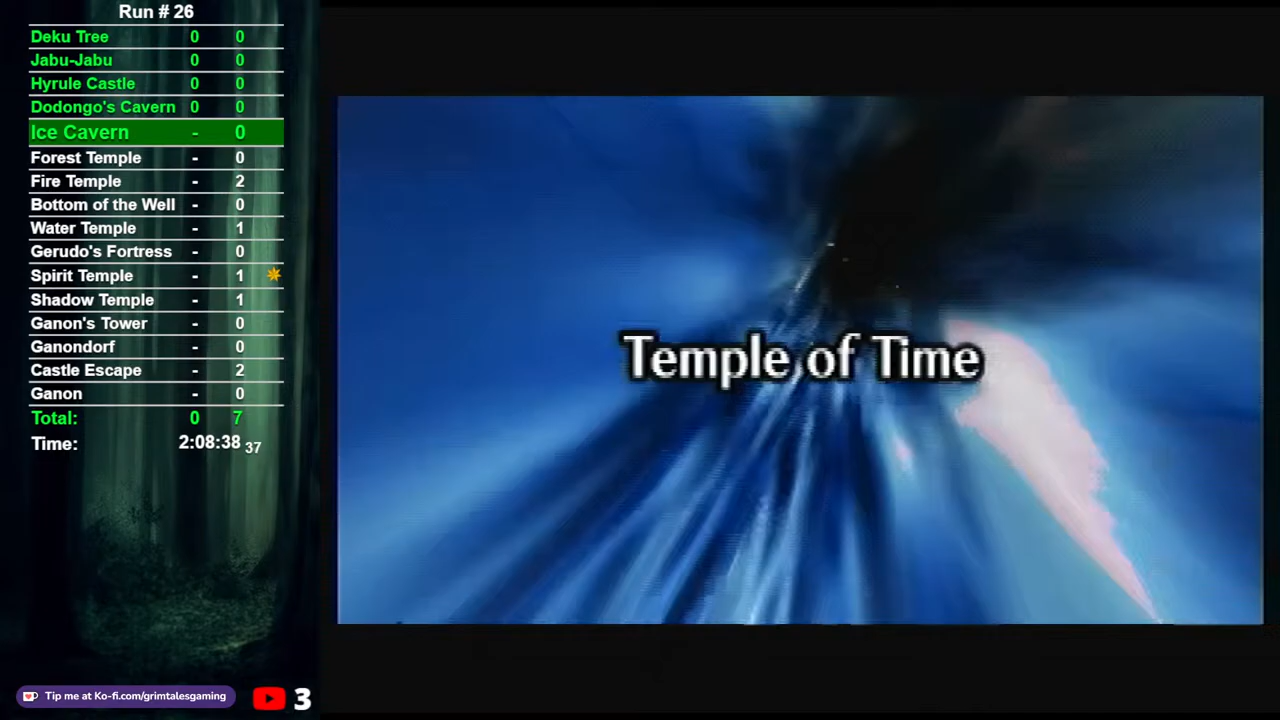 Run # 26
Deku Tree 0 0
Jabu-Jabu 0 0
Hyrule Castle 0 0
Dodongo's Cavern 0 0
Ice Cavern - 0
Forest Temple - 0
Fire Temple - 2
Bottom of the Well - 0
Water Temple - 1
Gerudo's Fortress - 0
Spirit Temple - 1
Shadow Temple - 1
Ganon's Tower - 0
Ganondorf - 0
Castle Escape - 2
Ganon - 0
Total: 0 7
Time: 2:08:38 37
Temple of Time
Tip me at Ko-fi.com/grimtalesgaming
3